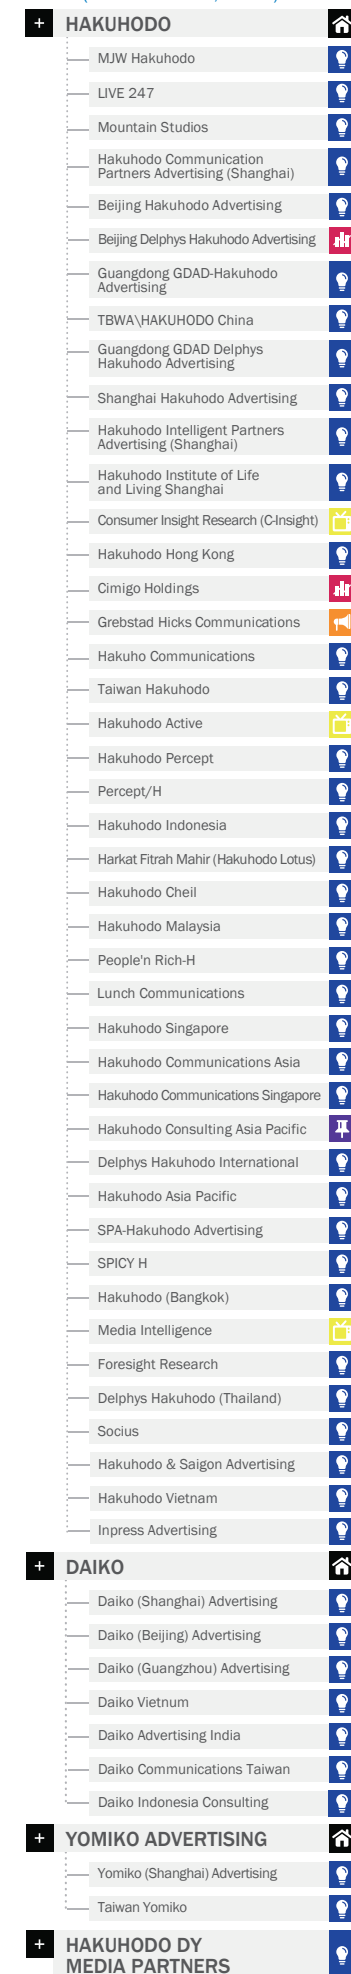 + HAKUHODO
MJW Hakuhodo
LIVE 247
Mountain Studios
Hakuhodo Communication
Partners Advertising (Shanghai)
Beijing Hakuhodo Advertising
Beijing Delphys Hakuhodo Advertising
Guangdong GDAD-Hakuhodo
Advertising
TBWA\HAKUHODO China
Guangdong GDAD Delphys
Hakuhodo Advertising
Shanghai Hakuhodo Advertising
Hakuhodo Intelligent Partners
Advertising (Shanghai)
Hakuhodo Institute of Life
and Living Shanghai
Consumer Insight Research (C-Insight)
Hakuhodo Hong Kong
Cimigo Holdings
Grebstad Hicks Communications
Hakuho Communications
Taiwan Hakuhodo
Hakuhodo Active
Hakuhodo Percept
Percept/H
Hakuhodo Indonesia
Harkat Fitrah Mahir (Hakuhodo Lotus)
Hakuhodo Cheil
Hakuhodo Malaysia
People'n Rich-H
Lunch Communications
Hakuhodo Singapore
Hakuhodo Communications Asia
Hakuhodo Communications Singapore
Hakuhodo Consulting Asia Pacific
Delphys Hakuhodo International
Hakuhodo Asia Pacific
SPA-Hakuhodo Advertising
SPICY H
Hakuhodo (Bangkok)
Media Intelligence
Foresight Research
Delphys Hakuhodo (Thailand)
Socius
Hakuhodo & Saigon Advertising
Hakuhodo Vietnam
Inpress Advertising
+ DAIKO
Daiko (Shanghai) Advertising
Daiko (Beijing) Advertising
Daiko (Guangzhou) Advertising
Daiko Vietnum
Daiko Advertising India
Daiko Communications Taiwan
Daiko Indonesia Consulting
+ YOMIKO ADVERTISING
Yomiko (Shanghai) Advertising
Taiwan Yomiko
+ HAKUHODO DY
MEDIA PARTNERS